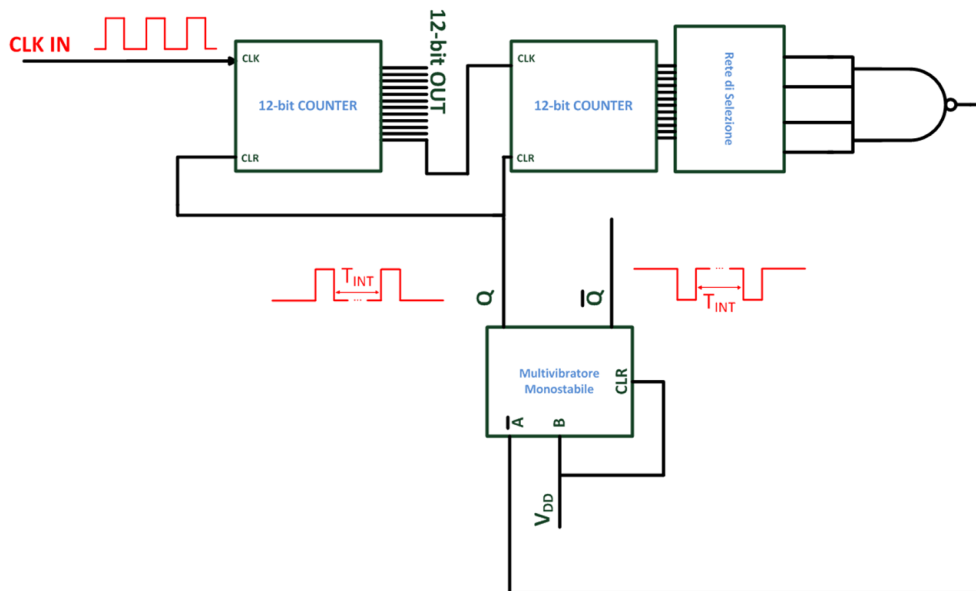 CLK IN
CLK
12-bit COUNTER
CLR
12-bit OUT
CLK
12-bit COUNTER
CLR
Rete di Selezione
T_INT
...
Q
Q̅
...
T_INT
Multivibratore
Monostabile
CLR
A̅
B
V_DD